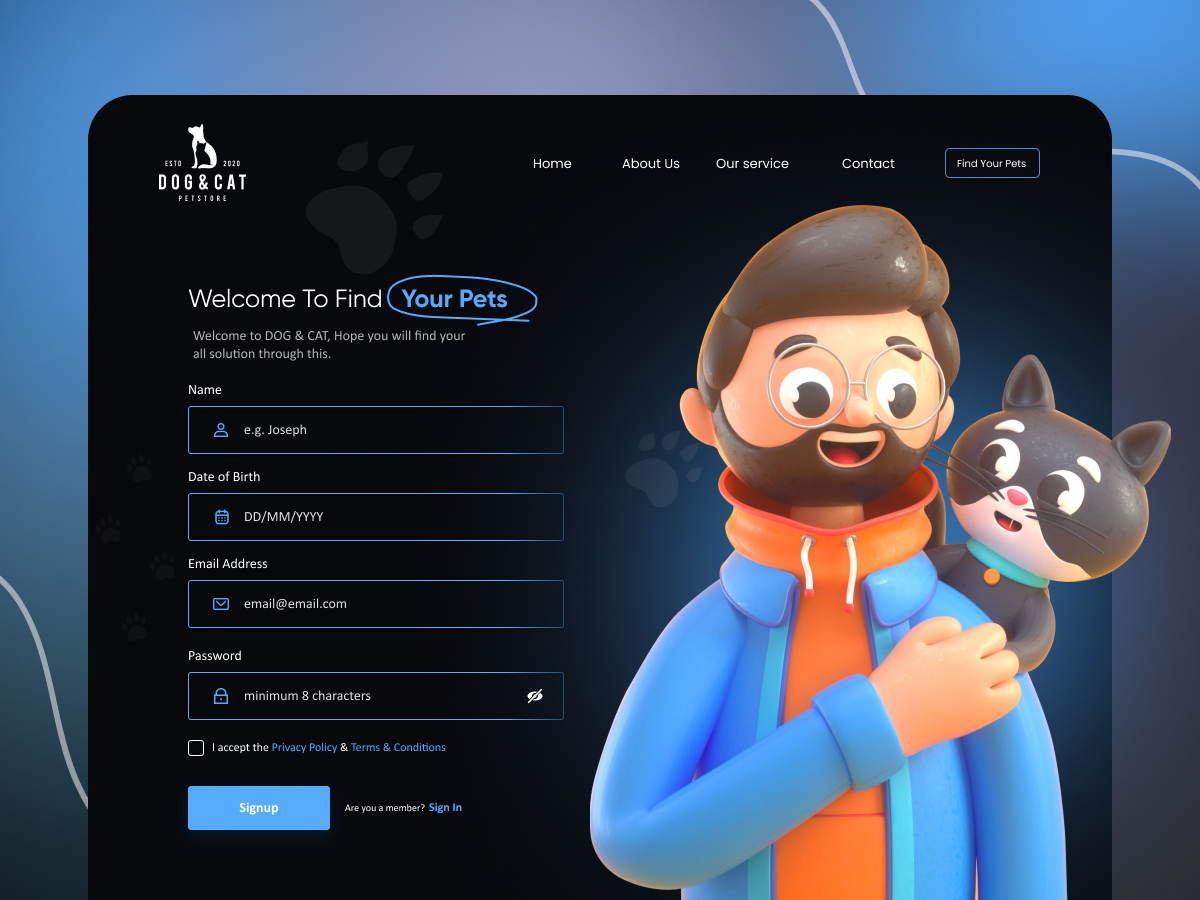 ESTD 2020
DOG&CAT
PETSTORE
Home About Us Our service Contact Find Your Pets
Welcome To Find Your Pets
Welcome to DOG & CAT, Hope you will find your
all solution through this.
Name
e.g. Joseph
Date of Birth
DD/MM/YYYY
Email Address
email@email.com
Password
minimum 8 characters
I accept the Privacy Policy & Terms & Conditions
Signup Are you a member? Sign In